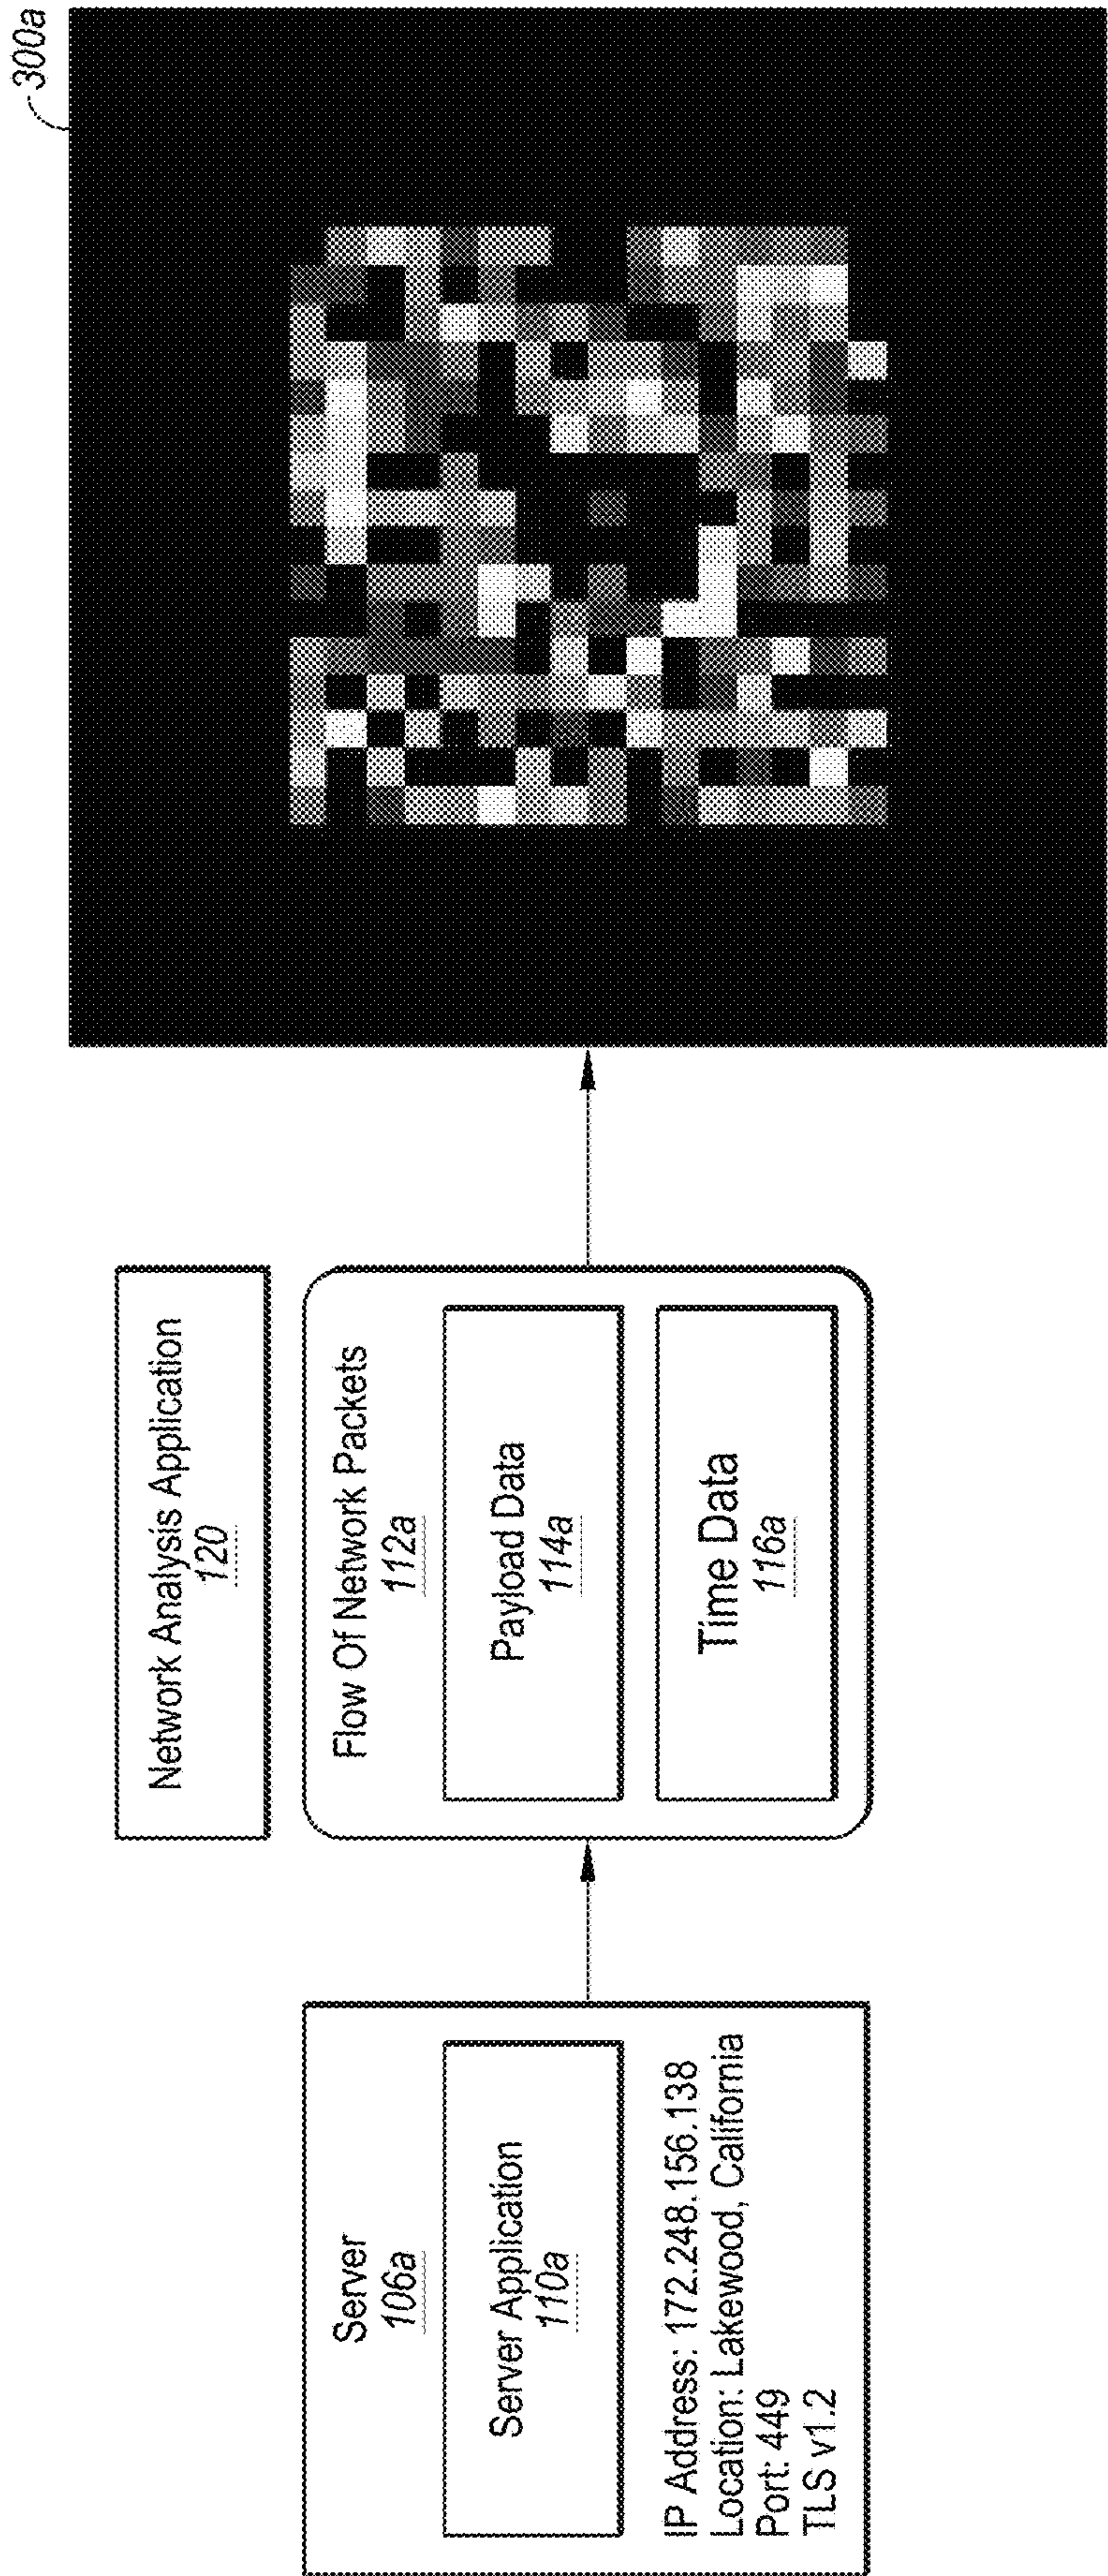 Server
106a
Server Application
110a
IP Address: 172.248.156.138
Location: Lakewood, California
Port: 449
TLS v1.2
Network Analysis Application
120
Flow Of Network Packets
112a
Payload Data
114a
Time Data
116a
300a